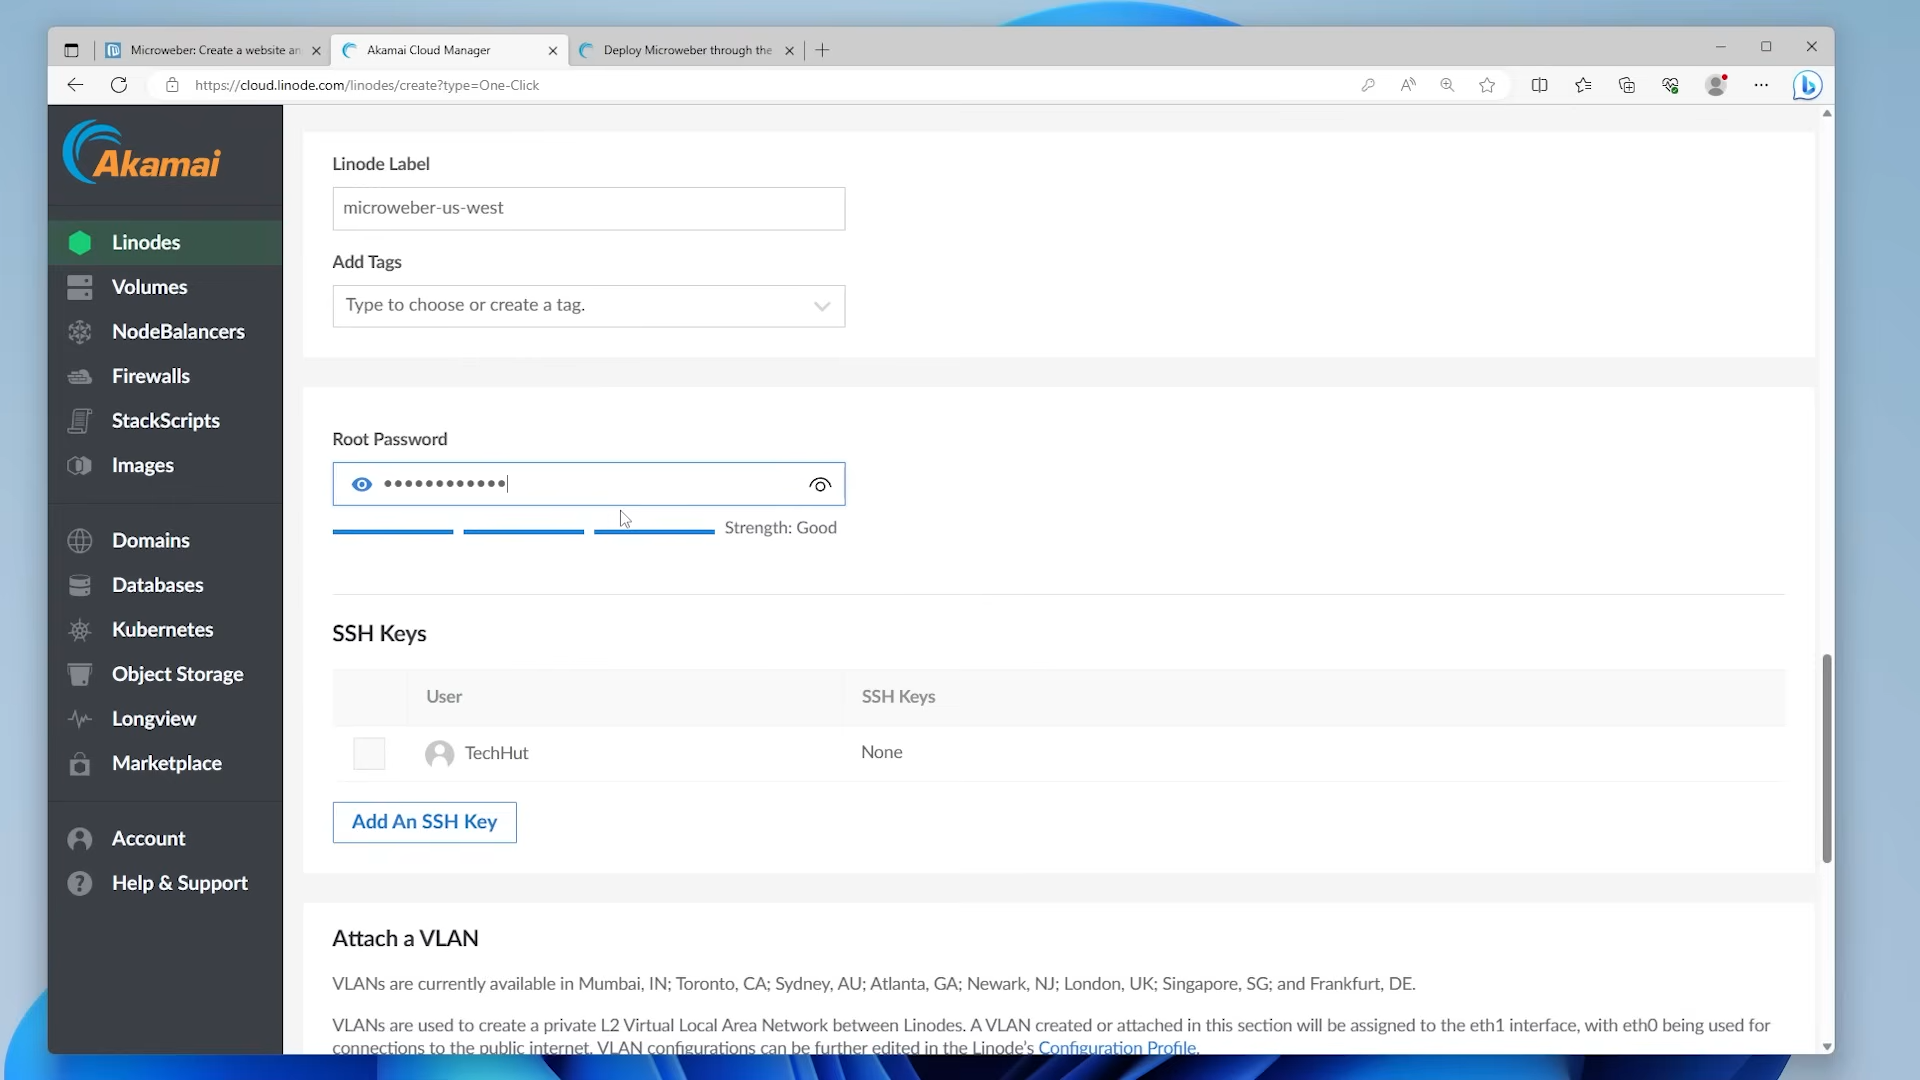 Microweber: Create a website an
Akamai Cloud Manager
Deploy Microweber through the
https://cloud.linode.com/linodes/create?type=One-Click
Akamai
Linodes
Volumes
NodeBalancers
Firewalls
StackScripts
Images
Domains
Databases
Kubernetes
Object Storage
Longview
Marketplace
Account
Help & Support
Linode Label
microweber-us-west
Add Tags
Type to choose or create a tag.
Root Password
••••••••••••
Strength: Good
SSH Keys
User SSH Keys
TechHut None
Add An SSH Key
Attach a VLAN
VLANs are currently available in Mumbai, IN; Toronto, CA; Sydney, AU; Atlanta, GA; Newark, NJ; London, UK; Singapore, SG; and Frankfurt, DE.
VLANs are used to create a private L2 Virtual Local Area Network between Linodes. A VLAN created or attached in this section will be assigned to the eth1 interface, with eth0 being used for
connections to the public internet. VLAN configurations can be further edited in the Linode's Configuration Profile.